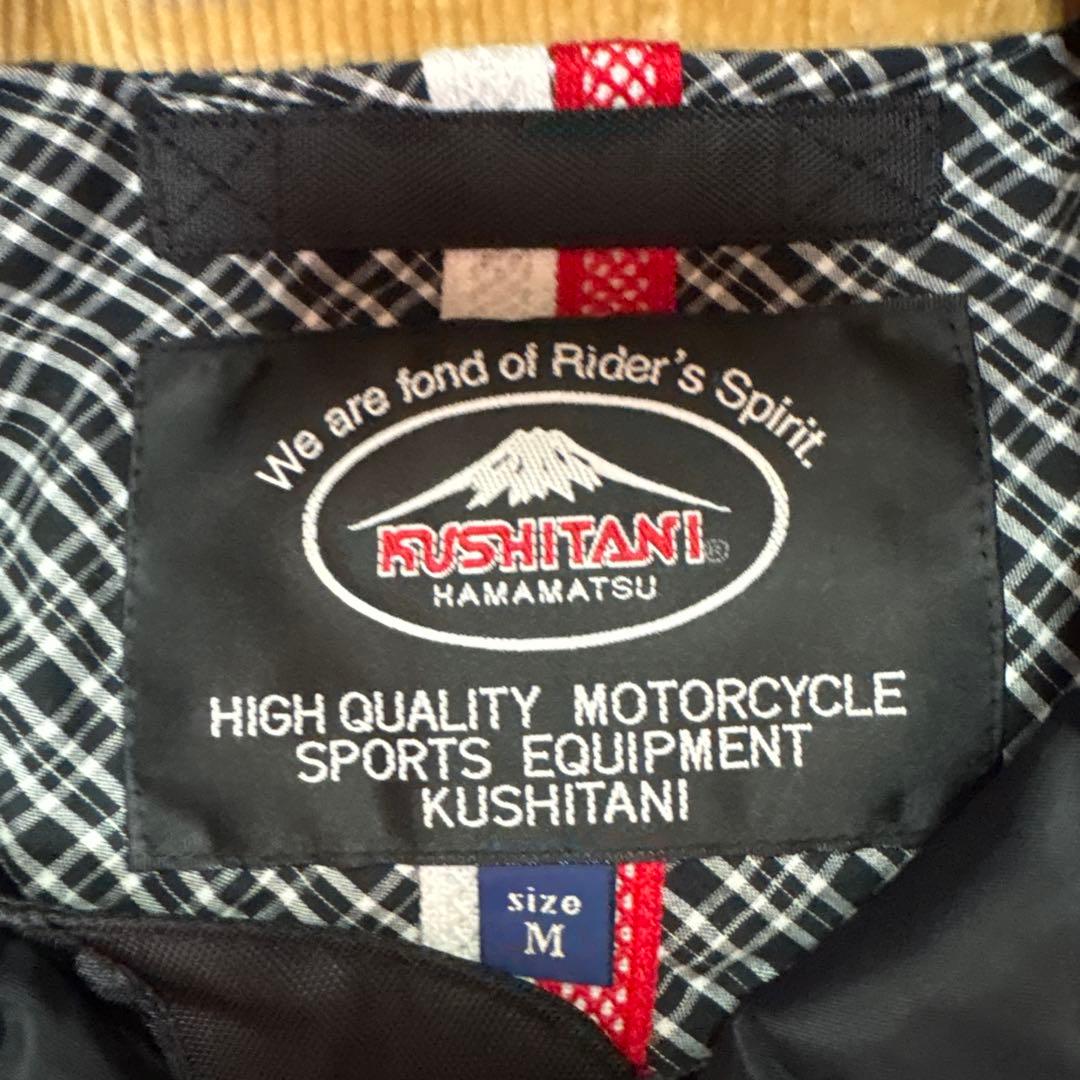 We are fond of Rider's Spirit.
KUSHITANI®
HAMAMATSU
HIGH QUALITY MOTORCYCLE
SPORTS EQUIPMENT
KUSHITANI
size
M